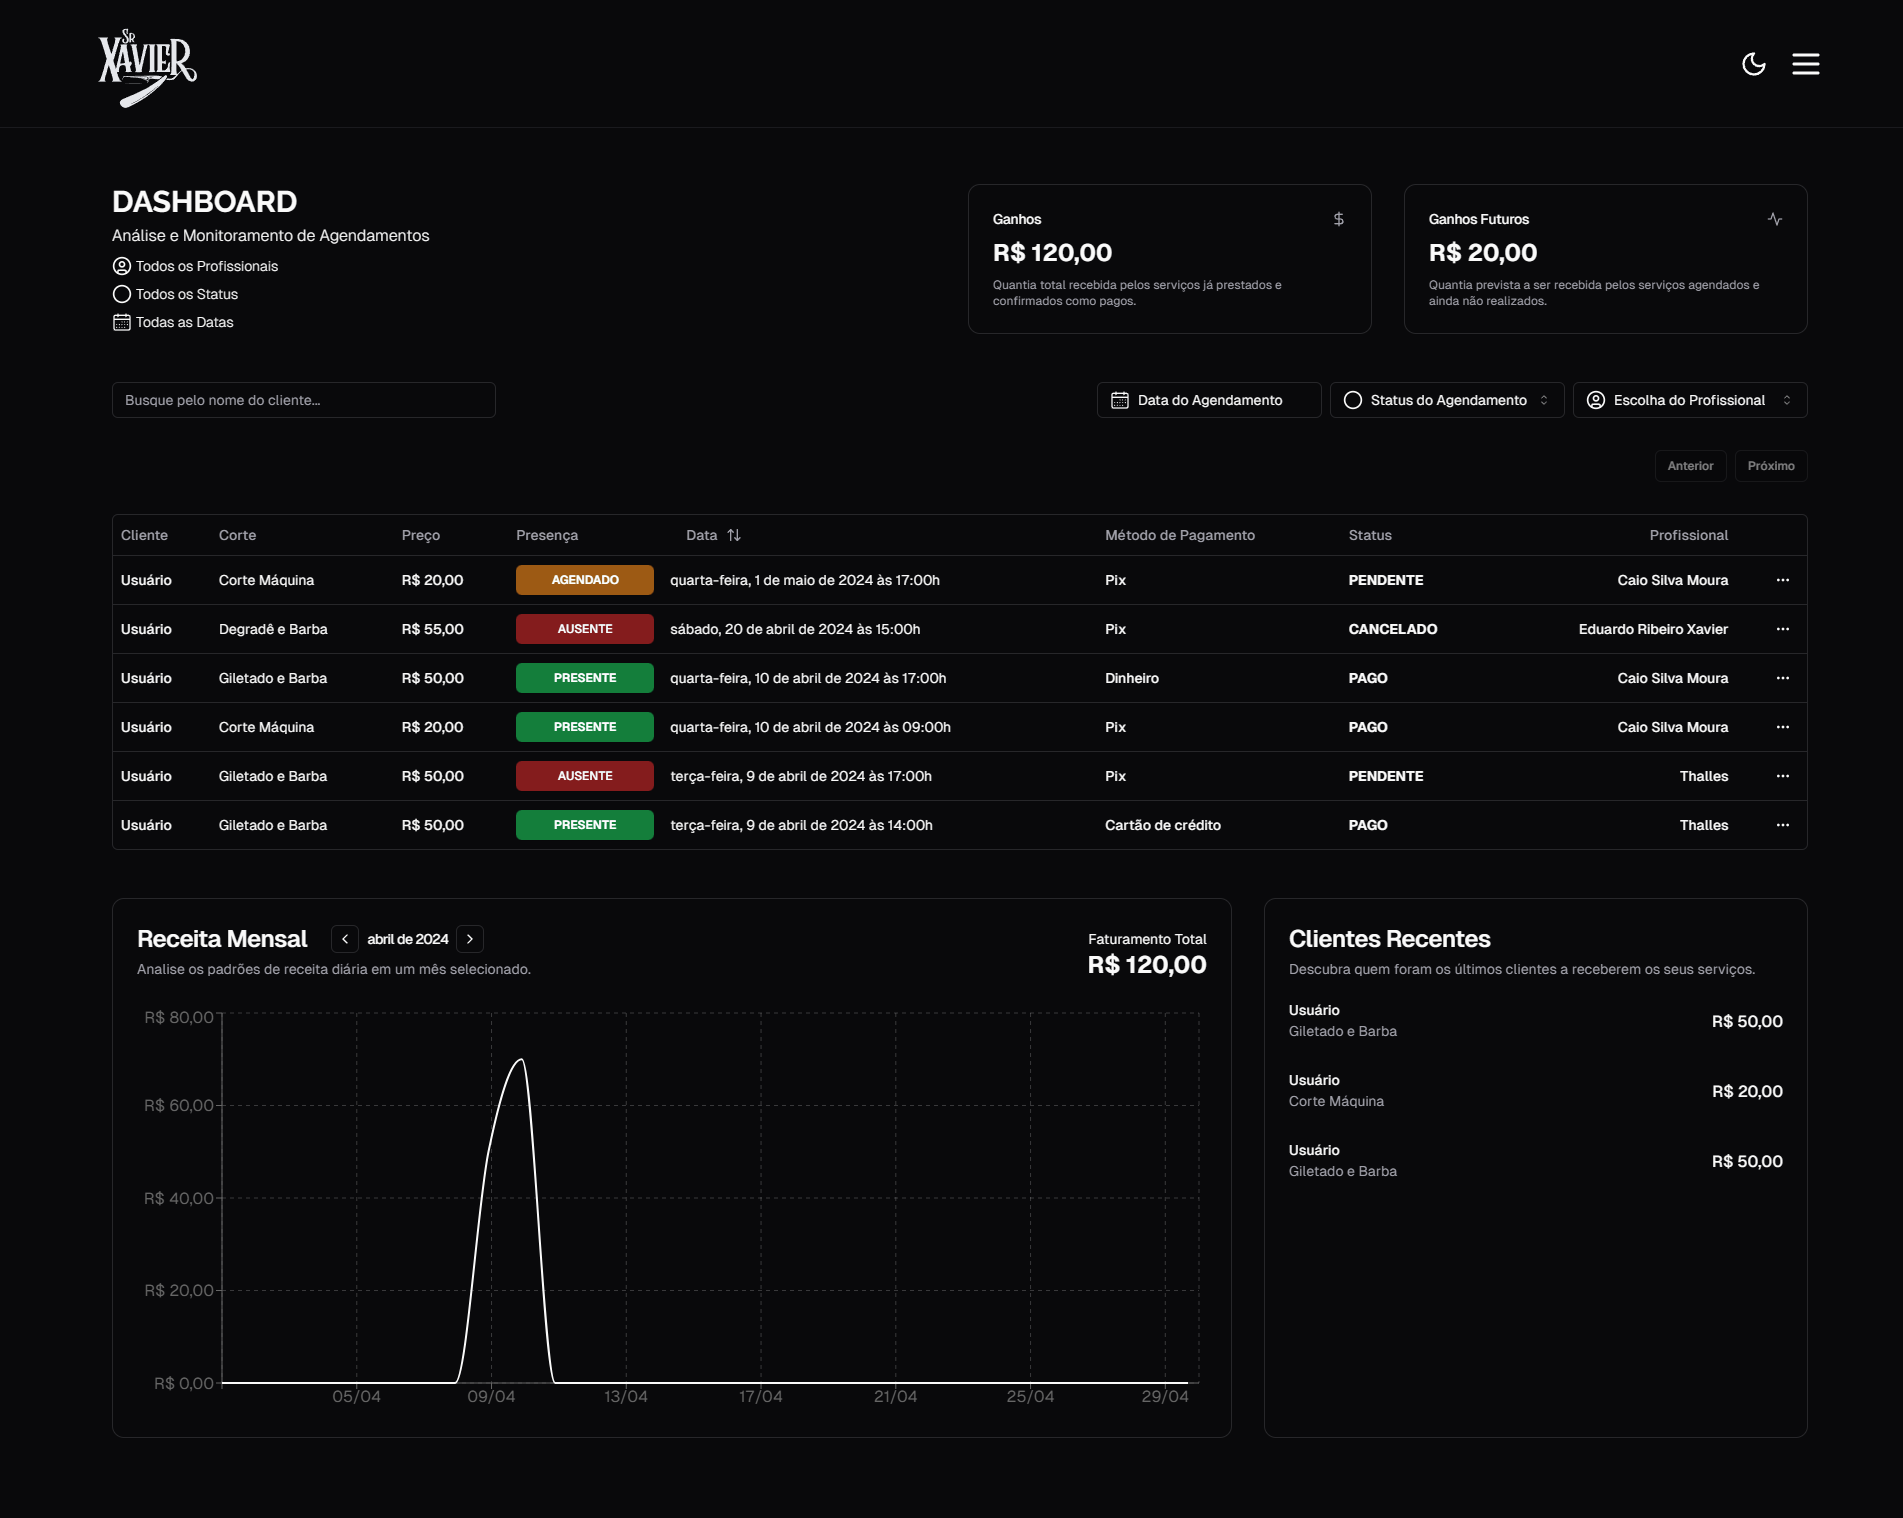 SR
XAVIER
DASHBOARD
Análise e Monitoramento de Agendamentos
Todos os Profissionais
Todos os Status
Todas as Datas
Ganhos
R$ 120,00
Quantia total recebida pelos serviços já prestados e
confirmados como pagos.
Ganhos Futuros
R$ 20,00
Quantia prevista a ser recebida pelos serviços agendados e
ainda não realizados.
Busque pelo nome do cliente...
Data do Agendamento
Status do Agendamento
Escolha do Profissional
Anterior
Próximo
Cliente Corte Preço Presença Data Método de Pagamento Status Profissional
Usuário Corte Máquina R$ 20,00 AGENDADO quarta-feira, 1 de maio de 2024 às 17:00h Pix PENDENTE Caio Silva Moura ...
Usuário Degradê e Barba R$ 55,00 AUSENTE sábado, 20 de abril de 2024 às 15:00h Pix CANCELADO Eduardo Ribeiro Xavier ...
Usuário Giletado e Barba R$ 50,00 PRESENTE quarta-feira, 10 de abril de 2024 às 17:00h Dinheiro PAGO Caio Silva Moura ...
Usuário Corte Máquina R$ 20,00 PRESENTE quarta-feira, 10 de abril de 2024 às 09:00h Pix PAGO Caio Silva Moura ...
Usuário Giletado e Barba R$ 50,00 AUSENTE terça-feira, 9 de abril de 2024 às 17:00h Pix PENDENTE Thalles ...
Usuário Giletado e Barba R$ 50,00 PRESENTE terça-feira, 9 de abril de 2024 às 14:00h Cartão de crédito PAGO Thalles ...
Receita Mensal
abril de 2024
Analise os padrões de receita diária em um mês selecionado.
Faturamento Total
R$ 120,00
R$ 80,00
R$ 60,00
R$ 40,00
R$ 20,00
R$ 0,00
05/04 09/04 13/04 17/04 21/04 25/04 29/04
Clientes Recentes
Descubra quem foram os últimos clientes a receberem os seus serviços.
Usuário
Giletado e Barba
R$ 50,00
Usuário
Corte Máquina
R$ 20,00
Usuário
Giletado e Barba
R$ 50,00